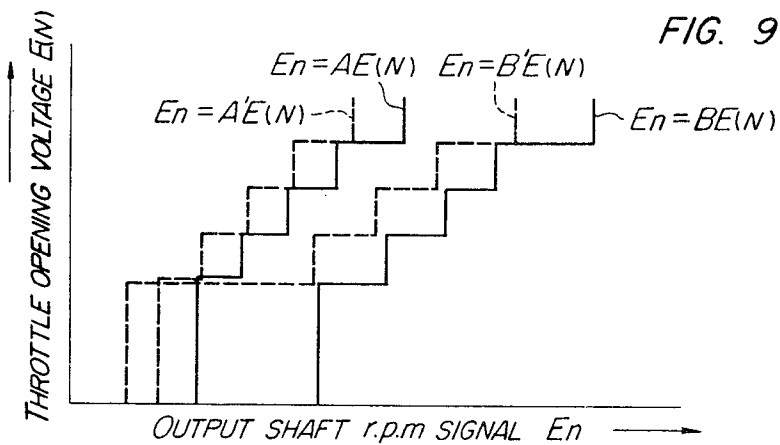 FIG. 9
En=AE(N)
En=B'E(N)
En=A'E(N)
En=BE(N)
THROTTLE OPENING VOLTAGE E(N)
OUTPUT SHAFT r.p.m SIGNAL En